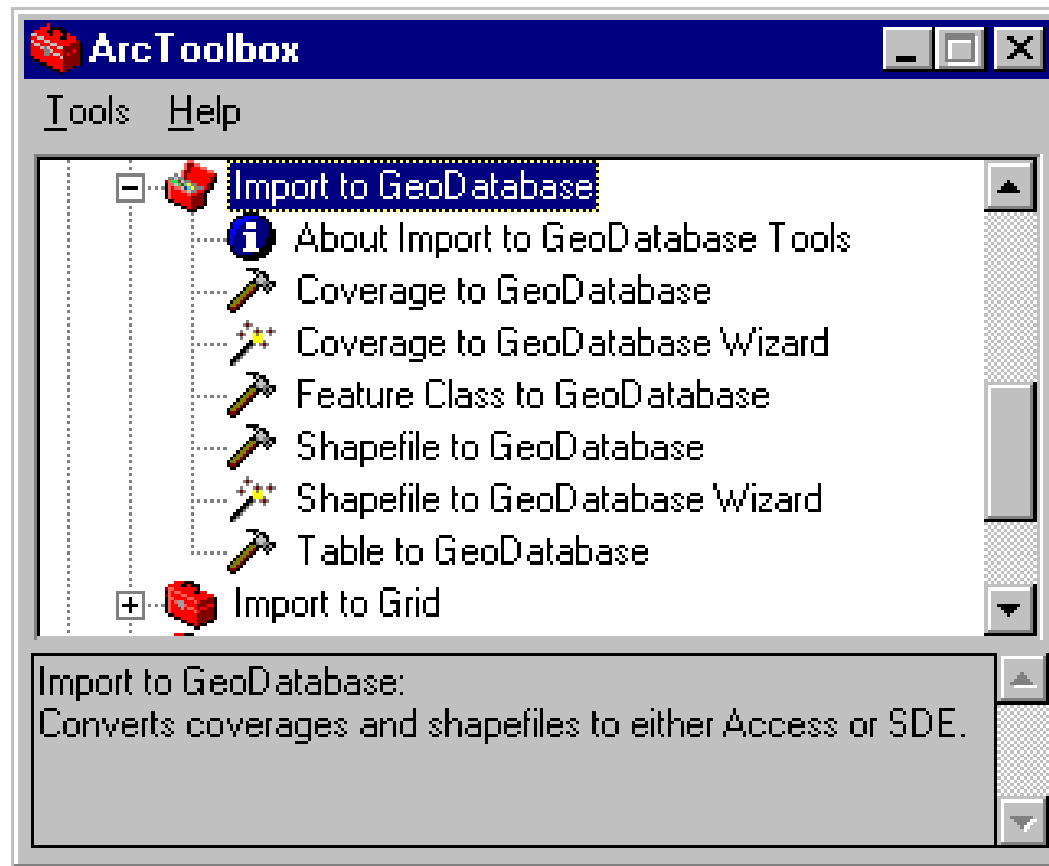 ArcToolbox
Tools Help
Import to GeoDatabase
About Import to GeoDatabase Tools
Coverage to GeoDatabase
Coverage to GeoDatabase Wizard
Feature Class to GeoDatabase
Shapefile to GeoDatabase
Shapefile to GeoDatabase Wizard
Table to GeoDatabase
Import to Grid
Import to GeoDatabase:
Converts coverages and shapefiles to either Access or SDE.